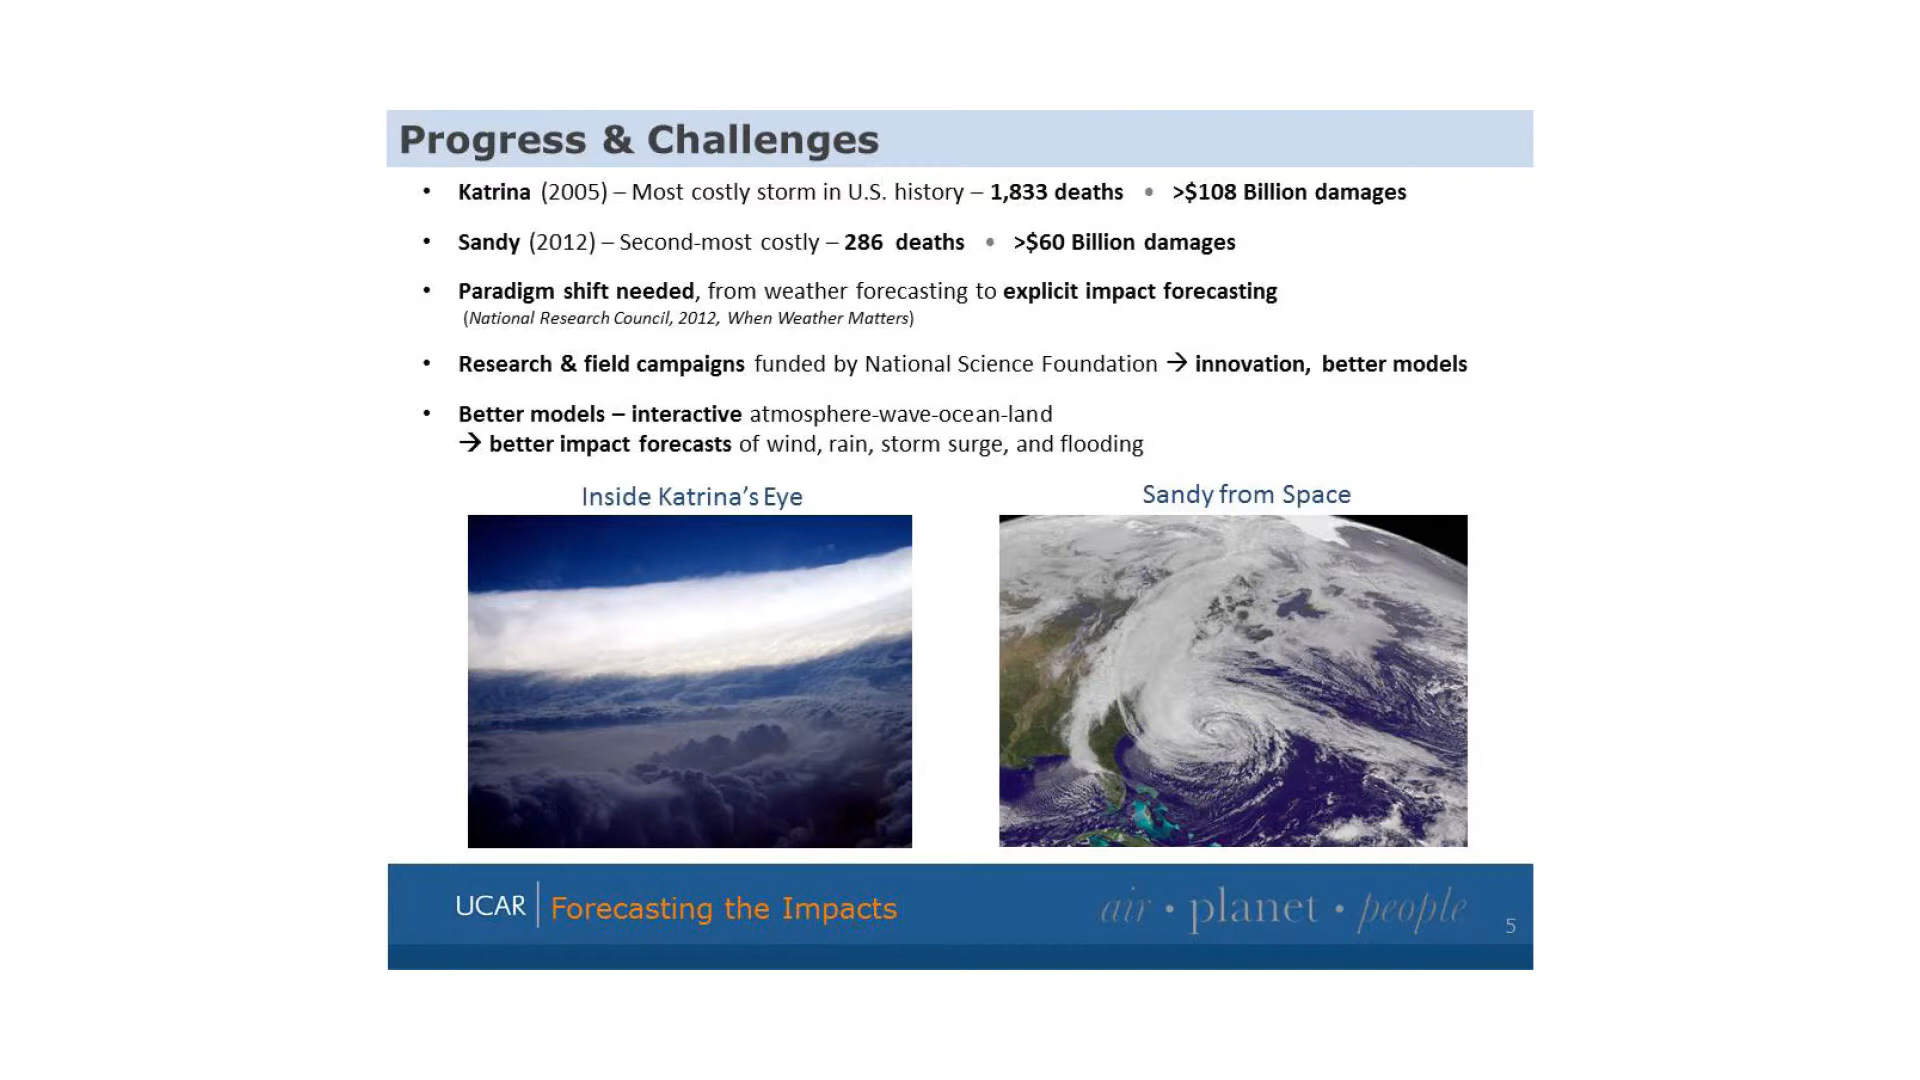 Progress & Challenges
• Katrina (2005) – Most costly storm in U.S. history – 1,833 deaths • >$108 Billion damages
• Sandy (2012) – Second-most costly – 286 deaths • >$60 Billion damages
• Paradigm shift needed, from weather forecasting to explicit impact forecasting
(National Research Council, 2012, When Weather Matters)
• Research & field campaigns funded by National Science Foundation → innovation, better models
• Better models – interactive atmosphere-wave-ocean-land
→ better impact forecasts of wind, rain, storm surge, and flooding
Inside Katrina's Eye
Sandy from Space
UCAR | Forecasting the Impacts
air • planet • people
5